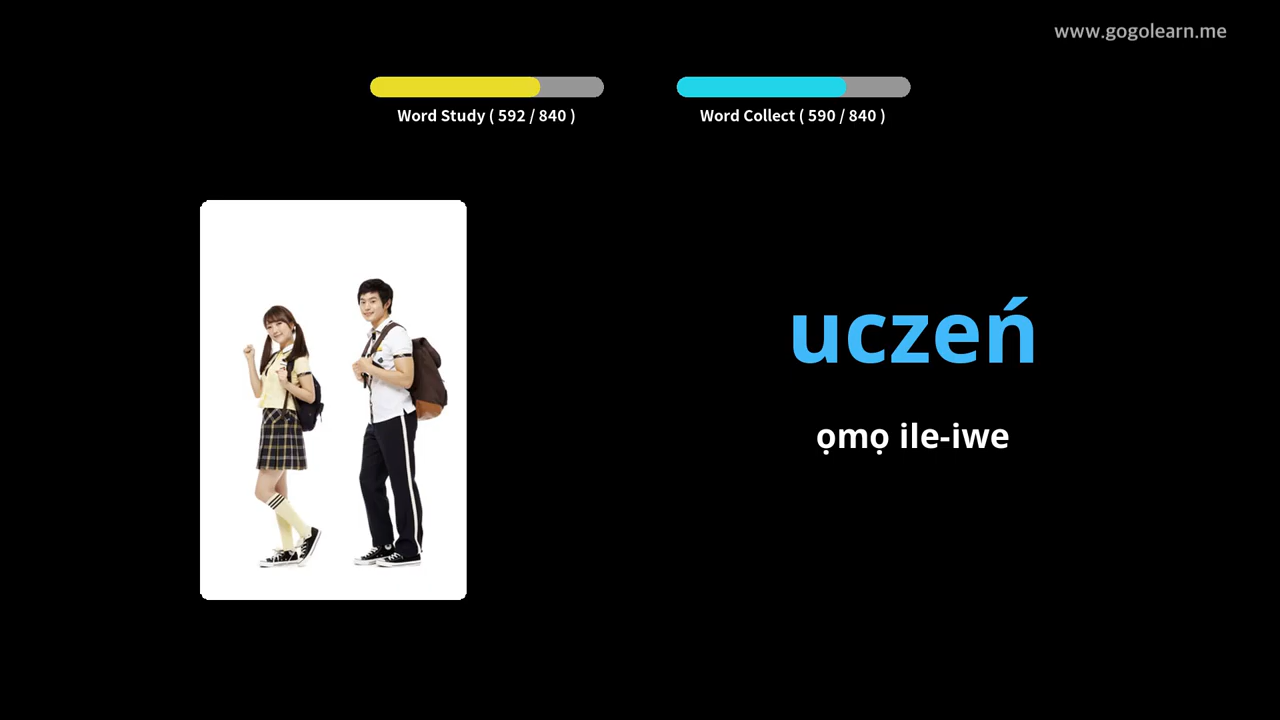 www.gogolearn.me
Word Study ( 592 / 840 )
Word Collect ( 590 / 840 )
uczeń
ọmọ ile-iwe